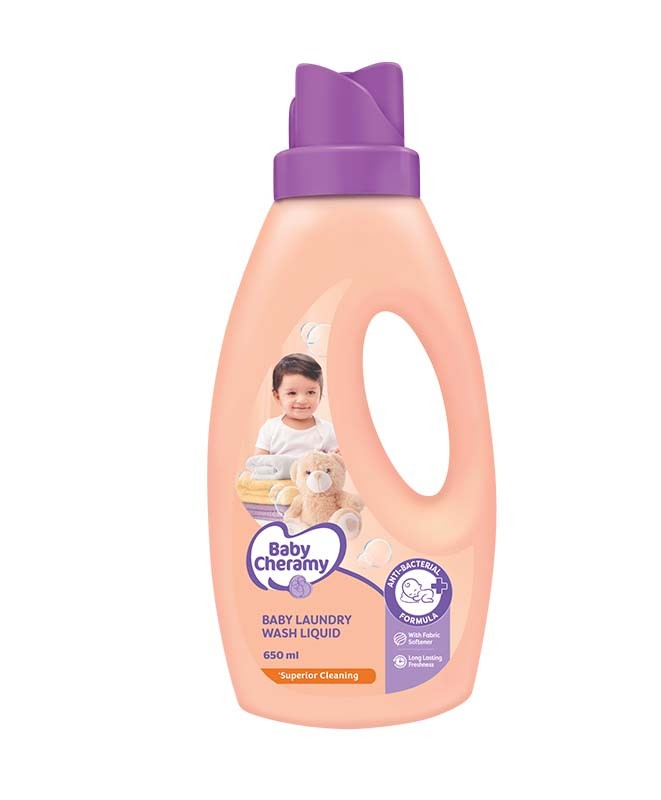 Baby
Cheramy
BABY LAUNDRY
WASH LIQUID
650 ml
*Superior Cleaning
ANTI-BACTERIAL
FORMULA
With Fabric
Softener
Long Lasting
Freshness